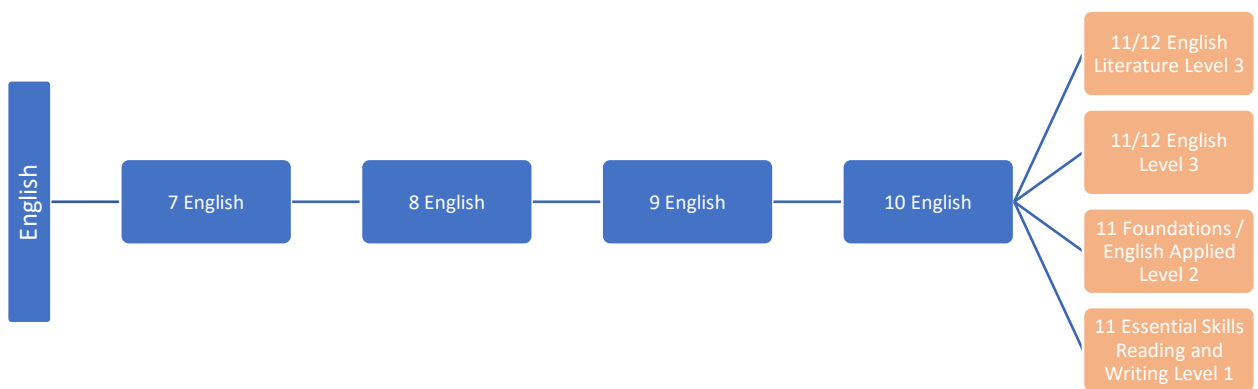 English
7 English
8 English
9 English
10 English
11/12 English
Literature Level 3
11/12 English
Level 3
11 Foundations /
English Applied
Level 2
11 Essential Skills
Reading and
Writing Level 1